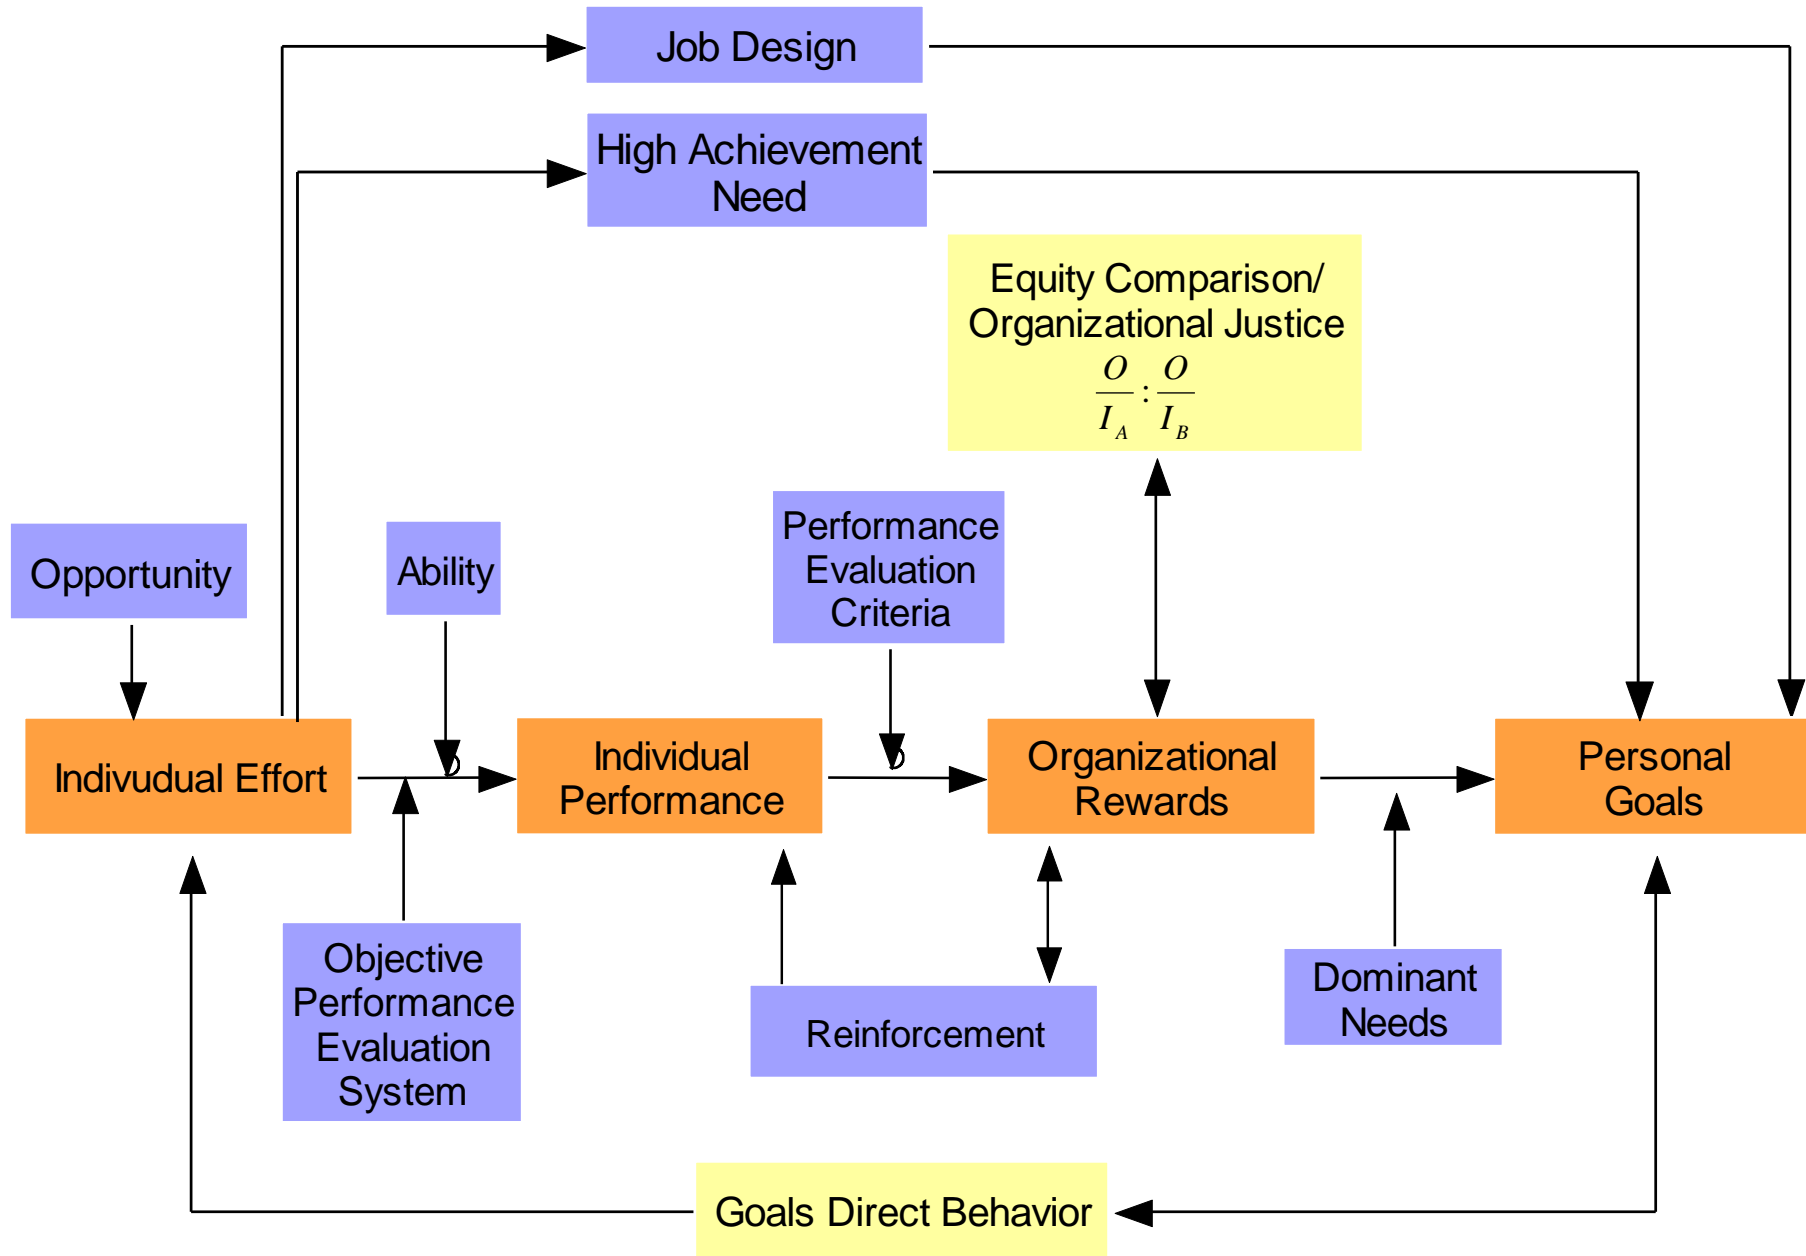 Job Design
High Achievement
Need
Equity Comparison/
Organizational Justice
O/I_A : O/I_B
Performance
Evaluation
Criteria
Opportunity
Ability
Indivudual Effort
Individual
Performance
Organizational
Rewards
Personal
Goals
Objective
Performance
Evaluation
System
Reinforcement
Dominant
Needs
Goals Direct Behavior